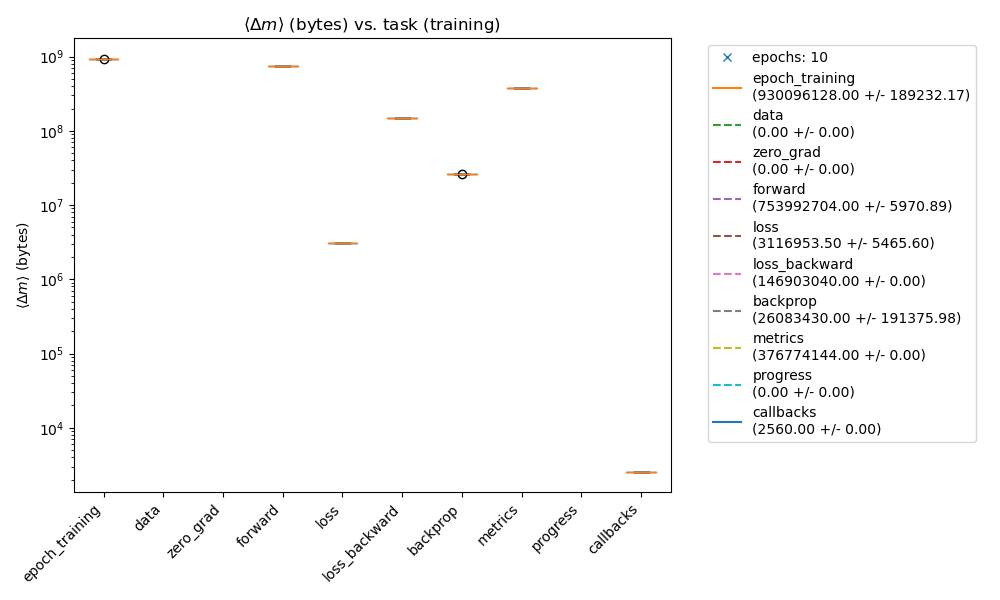 ⟨Δm⟩ (bytes) vs. task (training)
⟨Δm⟩ (bytes)
10⁹
10⁸
10⁷
10⁶
10⁵
10⁴
epoch_training
data
zero_grad
forward
loss
loss_backward
backprop
metrics
progress
callbacks
epochs: 10
epoch_training
(930096128.00 +/- 189232.17)
data
(0.00 +/- 0.00)
zero_grad
(0.00 +/- 0.00)
forward
(753992704.00 +/- 5970.89)
loss
(3116953.50 +/- 5465.60)
loss_backward
(146903040.00 +/- 0.00)
backprop
(26083430.00 +/- 191375.98)
metrics
(376774144.00 +/- 0.00)
progress
(0.00 +/- 0.00)
callbacks
(2560.00 +/- 0.00)